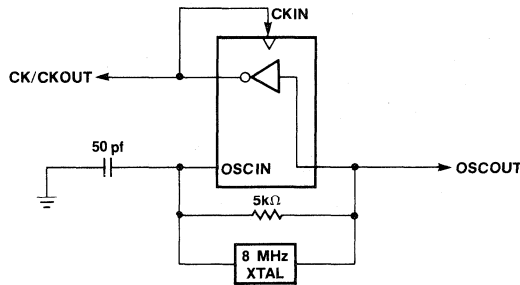 CKIN
CK/CKOUT
50 pf
OSCIN
OSCOUT
5kΩ
8 MHz
XTAL